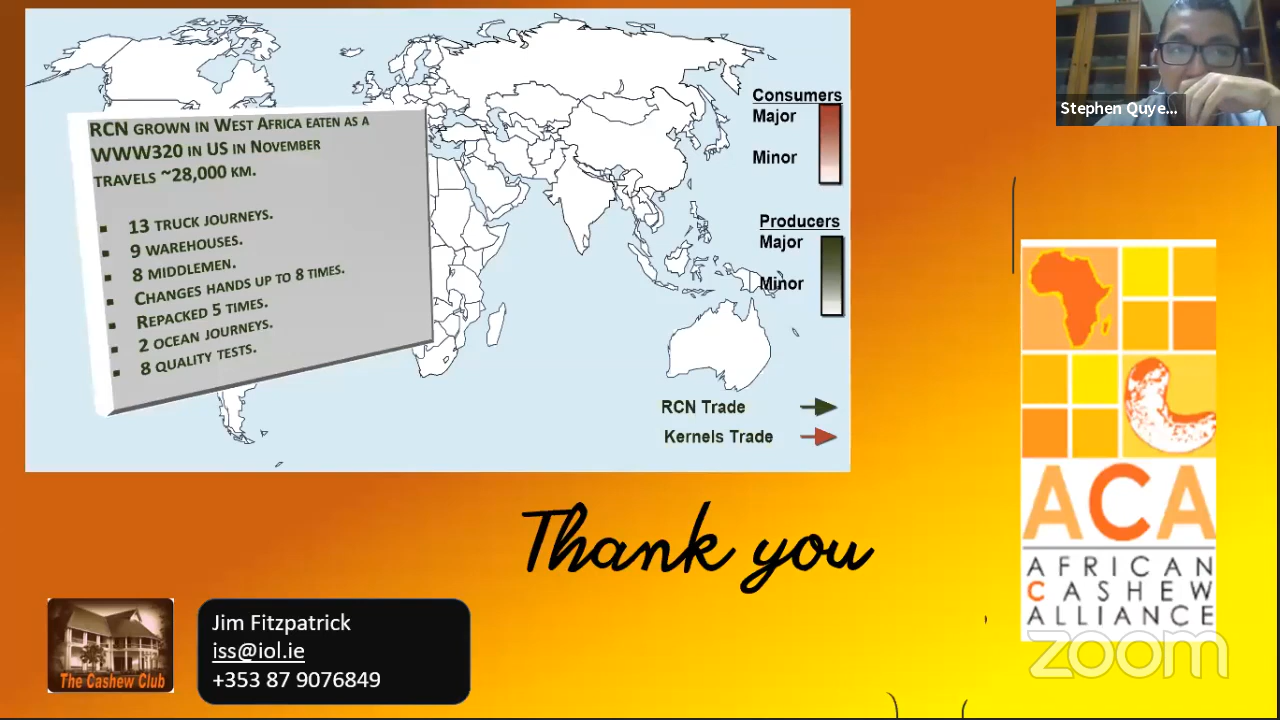 Stephen Quye...
RCN GROWN IN WEST AFRICA EATEN AS A
WWW320 IN US IN NOVEMBER
TRAVELS ~28,000 KM.
▪ 13 TRUCK JOURNEYS.
▪ 9 WAREHOUSES.
▪ 8 MIDDLEMEN.
▪ CHANGES HANDS UP TO 8 TIMES.
▪ REPACKED 5 TIMES.
▪ 2 OCEAN JOURNEYS.
▪ 8 QUALITY TESTS.
Consumers
Major
Minor
Producers
Major
Minor
RCN Trade
Kernels Trade
Thank you
The Cashew Club
Jim Fitzpatrick
iss@iol.ie
+353 87 9076849
ACA
AFRICAN
CASHEW
ALLIANCE
zoom